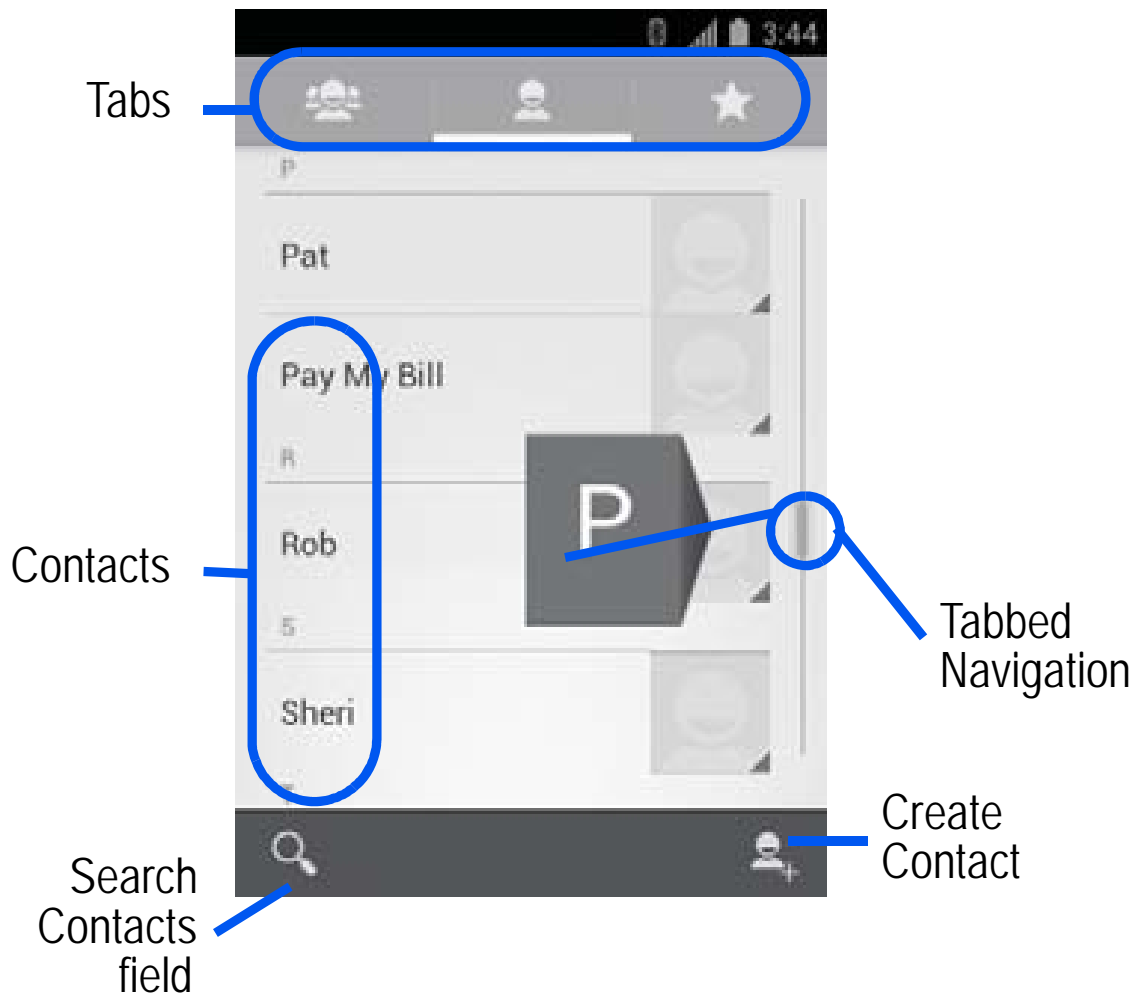 3:44
Tabs
P
Pat
Pay My Bill
R
P
Rob
Contacts
S
Tabbed
Navigation
Sheri
T
Create
Contact
Search
Contacts
field